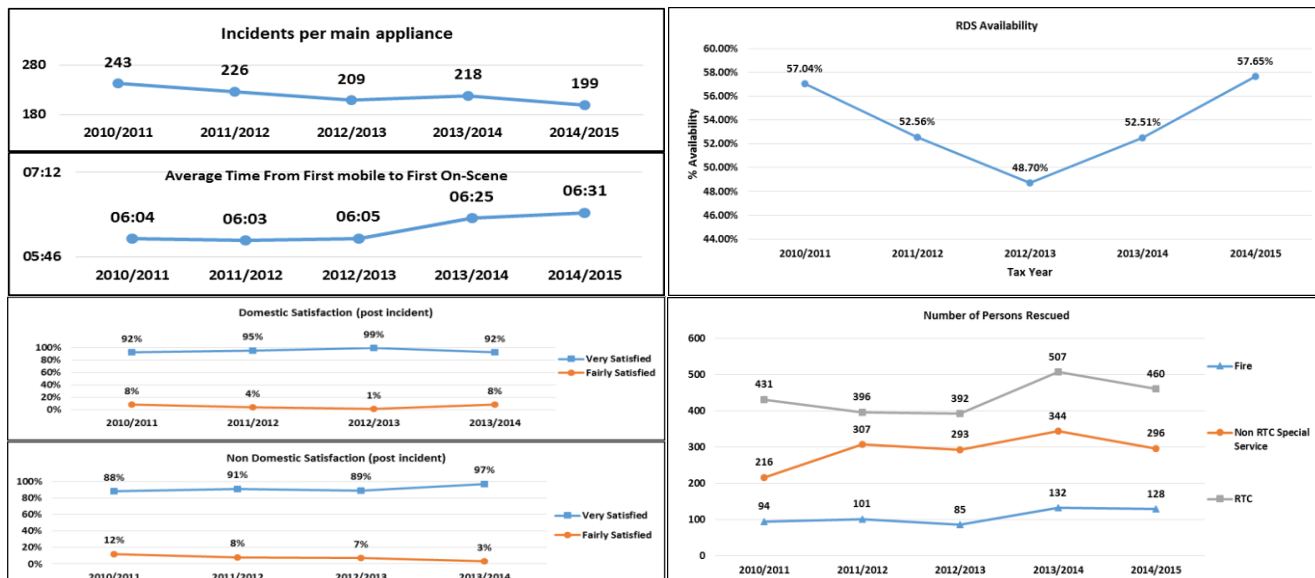 Incidents per main appliance
280
180
243 226 209 218 199
2010/2011 2011/2012 2012/2013 2013/2014 2014/2015
Average Time From First mobile to First On-Scene
07:12
05:46
06:04 06:03 06:05 06:25 06:31
2010/2011 2011/2012 2012/2013 2013/2014 2014/2015
Domestic Satisfaction (post incident)
100%
80%
60%
40%
20%
0%
92% 95% 99% 92%
8% 4% 1% 8%
Very Satisfied
Fairly Satisfied
2010/2011 2011/2012 2012/2013 2013/2014
Non Domestic Satisfaction (post incident)
100%
80%
60%
40%
20%
0%
88% 91% 89% 97%
12% 8% 7% 3%
Very Satisfied
Fairly Satisfied
2010/2011 2011/2012 2012/2013 2013/2014
RDS Availability
% Availability
60.00%
58.00%
56.00%
54.00%
52.00%
50.00%
48.00%
46.00%
44.00%
57.04% 52.56% 48.70% 52.51% 57.65%
2010/2011 2011/2012 2012/2013 2013/2014 2014/2015
Tax Year
Number of Persons Rescued
600
500
400
300
200
100
0
431 396 392 507 460
216 307 293 344 296
94 101 85 132 128
Fire
Non RTC Special
Service
RTC
2010/2011 2011/2012 2012/2013 2013/2014 2014/2015